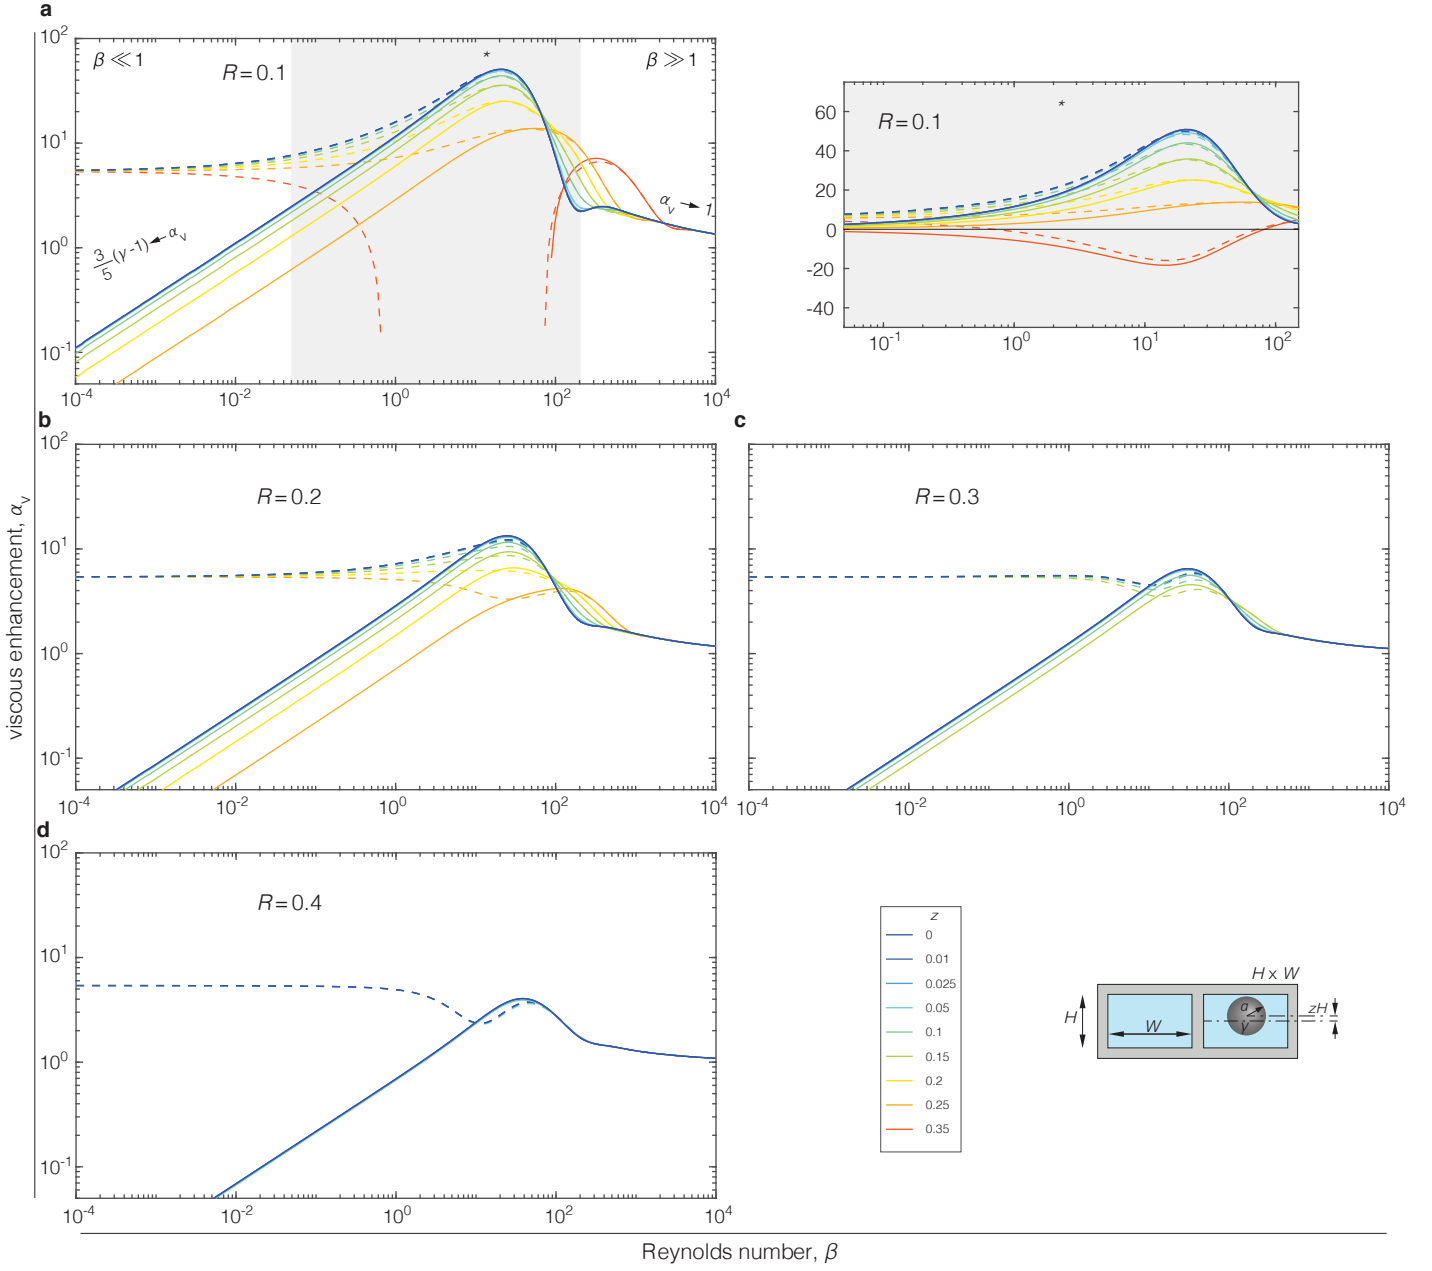 a
10²
10¹
10⁰
10⁻¹
β ≪ 1
R = 0.1
*
β ≫ 1
αᵥ → 1
3/5 (γ-1) ← αᵥ
10⁻⁴ 10⁻² 10⁰ 10² 10⁴
*
R = 0.1
60
40
20
0
-20
-40
10⁻¹ 10⁰ 10¹ 10²
b
10²
10¹
10⁰
10⁻¹
R = 0.2
10⁻⁴ 10⁻² 10⁰ 10² 10⁴
c
R = 0.3
10⁻⁴ 10⁻² 10⁰ 10² 10⁴
viscous enhancement, αᵥ
d
10²
10¹
10⁰
10⁻¹
R = 0.4
10⁻⁴ 10⁻² 10⁰ 10² 10⁴
Reynolds number, β
z
0
0.01
0.025
0.05
0.1
0.15
0.2
0.25
0.35
H x W
H
W
a
γ
zH